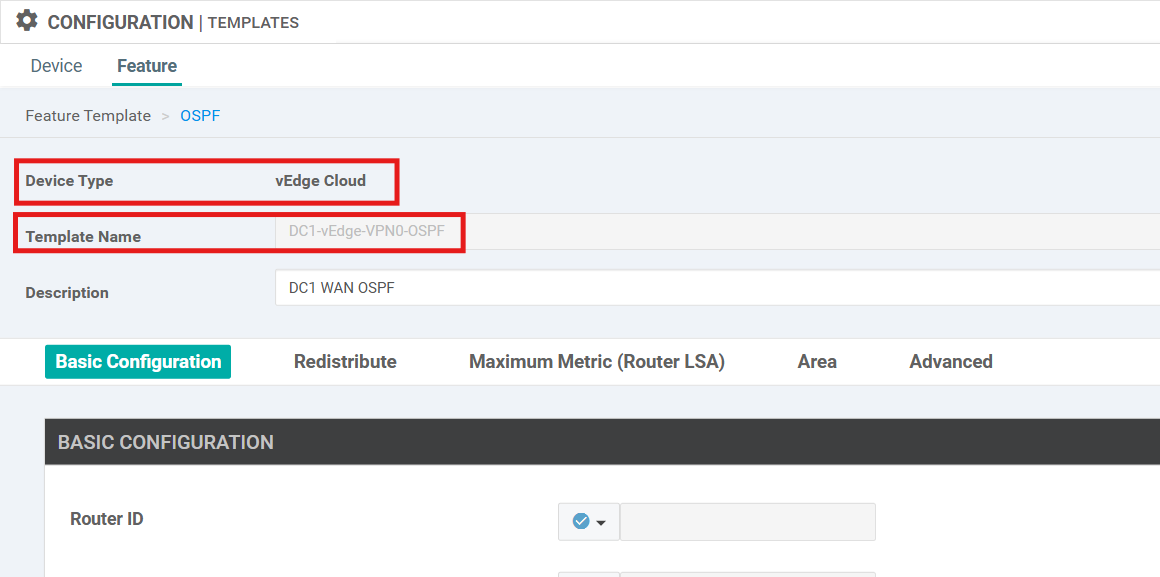 CONFIGURATION | TEMPLATES
Device Feature
Feature Template > OSPF
Device Type vEdge Cloud
Template Name DC1-vEdge-VPN0-OSPF
Description DC1 WAN OSPF
Basic Configuration Redistribute Maximum Metric (Router LSA) Area Advanced
BASIC CONFIGURATION
Router ID